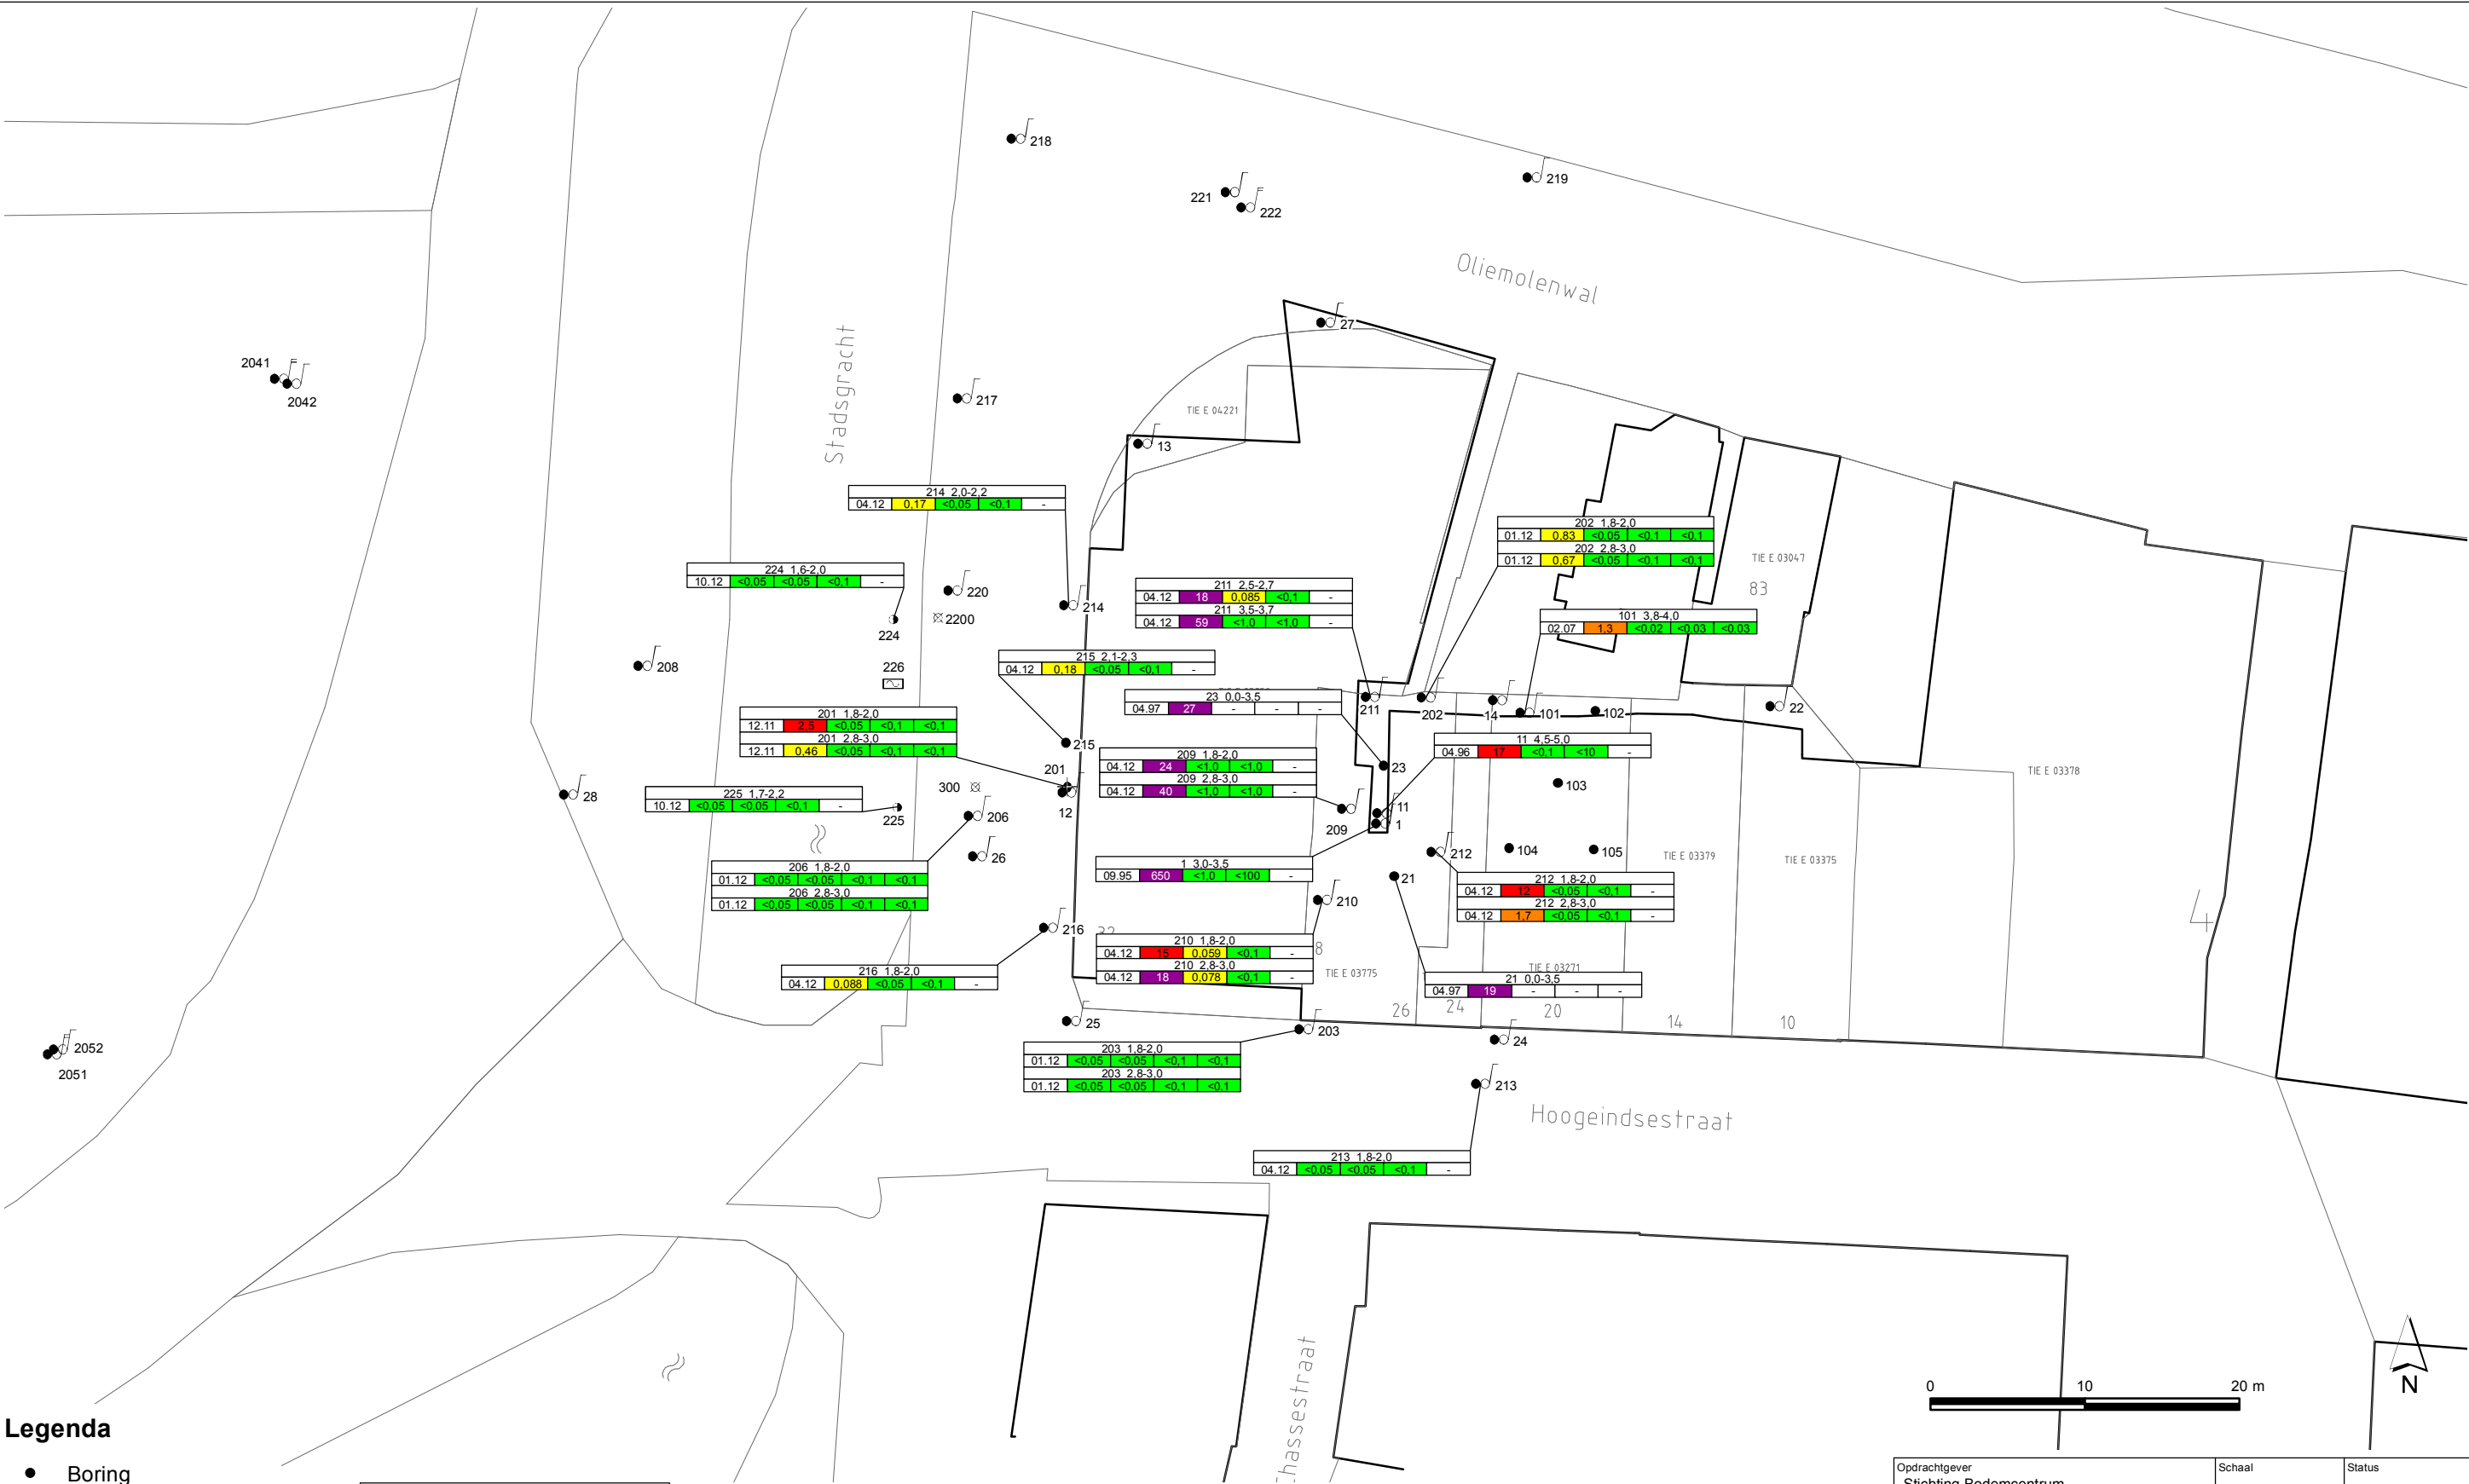 218
221
222
219
Oliemolenwal
27
2041
2042
Stadsgracht
217
TIE E 04221
13
214 2,0-2,2
04.12 0,17 <0,05 <0,1 -
202 1,8-2,0
01.12 0,83 <0,05 <0,1 <0,1
202 2,8-3,0
01.12 0,67 <0,05 <0,1 <0,1
TIE E 03047
83
224 1,6-2,0
10.12 <0,05 <0,05 <0,1 -
220
224
2200
214
211 2,5-2,7
04.12 18 0,085 <0,1 -
211 3,5-3,7
04.12 59 <1,0 <1,0 -
101 3,8-4,0
02.07 1,3 <0,02 <0,03 <0,03
208
226
215 2,1-2,3
04.12 0,18 <0,05 <0,1 -
23 0,0-3,5
04.97 27 - - -
211
202
14
101
102
22
201 1,8-2,0
12.11 2,5 <0,05 <0,1 <0,1
201 2,8-3,0
12.11 0,46 <0,05 <0,1 <0,1
215
209 1,8-2,0
04.12 24 <1,0 <1,0 -
209 2,8-3,0
04.12 40 <1,0 <1,0 -
11 4,5-5,0
04.96 17 <0,1 <10 -
23
TIE E 03378
201
103
28
225 1,7-2,2
10.12 <0,05 <0,05 <0,1 -
225
300
12
206
209
11
1
26
206 1,8-2,0
01.12 <0,05 <0,05 <0,1 <0,1
206 2,8-3,0
01.12 <0,05 <0,05 <0,1 <0,1
1 3,0-3,5
09.95 650 <1,0 <100 -
212
104
105
TIE E 03379
TIE E 03375
21
212 1,8-2,0
04.12 12 <0,05 <0,1 -
212 2,8-3,0
04.12 1,7 <0,05 <0,1 -
210
216
32
210 1,8-2,0
04.12 15 0,059 <0,1 -
210 2,8-3,0
04.12 18 0,078 <0,1 -
8
4
216 1,8-2,0
04.12 0,088 <0,05 <0,1 -
TIE E 03775
TIE E 03271
21 0,0-3,5
04.97 19 - - -
26
24
20
14
10
25
203
24
2052
2051
203 1,8-2,0
01.12 <0,05 <0,05 <0,1 <0,1
203 2,8-3,0
01.12 <0,05 <0,05 <0,1 <0,1
213
Hoogeindsestraat
213 1,8-2,0
04.12 <0,05 <0,05 <0,1 -
0 10 20 m
N
Legenda
Boring
Opdrachtgever
Schaal
Status
Stichting Bodemcentrum